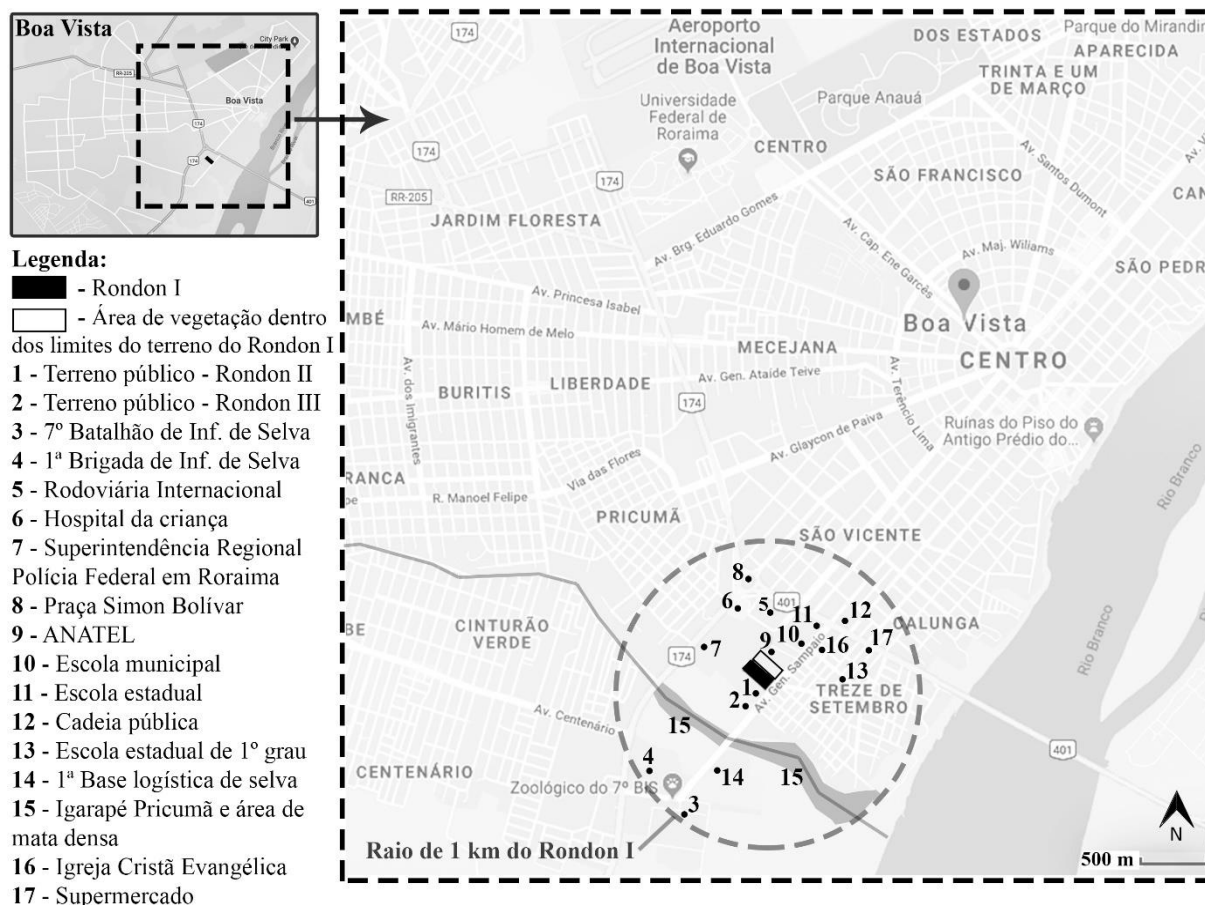 Boa Vista
City Park
RR-205
Boa Vista
174
174
401
Legenda:
- Rondon I
- Área de vegetação dentro
dos limites do terreno do Rondon I
1 - Terreno público - Rondon II
2 - Terreno público - Rondon III
3 - 7º Batalhão de Inf. de Selva
4 - 1ª Brigada de Inf. de Selva
5 - Rodoviária Internacional
6 - Hospital da criança
7 - Superintendência Regional
Polícia Federal em Roraima
8 - Praça Simon Bolívar
9 - ANATEL
10 - Escola municipal
11 - Escola estadual
12 - Cadeia pública
13 - Escola estadual de 1º grau
14 - 1ª Base logística de selva
15 - Igarapé Pricumã e área de
mata densa
16 - Igreja Cristã Evangélica
17 - Supermercado
174
Aeroporto
Internacional
de Boa Vista
DOS ESTADOS
Parque do Mirandin
APARECIDA
TRINTA E UM
DE MARÇO
Parque Anauá
Universidade
Federal de
Roraima
174
CENTRO
174
RR-205
SÃO FRANCISCO
Av. Santos Dumont
CAN
JARDIM FLORESTA
Av. Brg. Eduardo Gomes
Av. Cap. Ene Garcês
Av. Maj. Wiliams
SÃO PEDR
Av. Princesa Isabel
MBÉ
Av. Mário Homem de Melo
Boa Vista
CENTRO
MECEJANA
Av. dos Imigrantes
BURITIS
LIBERDADE
Av. Gen. Ataíde Teive
174
Av. Terêncio Lima
Av. Glaycon de Paiva
Ruínas do Piso do
Antigo Prédio do...
Via das Flores
RANCA
R. Manoel Felipe
PRICUMÃ
SÃO VICENTE
Rio Branco
8
6
5
401
11
12
CALUNGA
CINTURÃO
VERDE
BE
174
7
9
10
16
17
Av. Gen. Sampaio
13
1
2
TREZE DE
SETEMBRO
Rio Branco
15
Av. Centenário
401
4
CENTENÁRIO
14
15
Zoológico do 7º BIS
3
Raio de 1 km do Rondon I
N
500 m